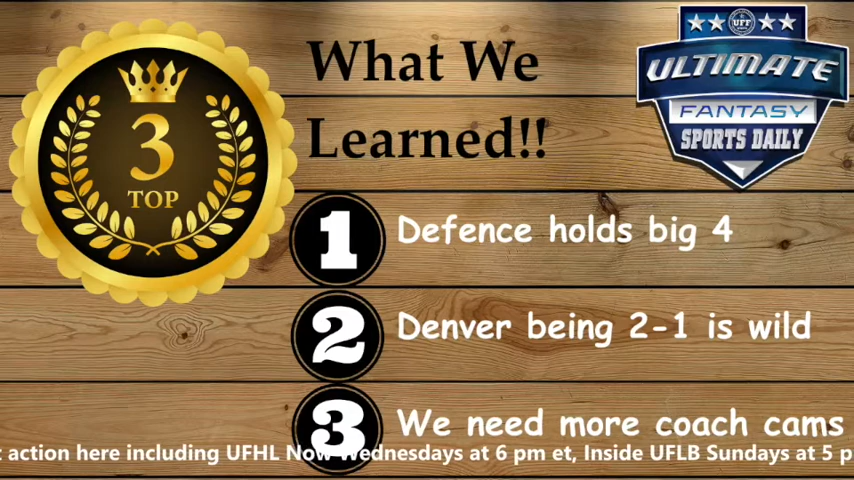 3
TOP
What We
Learned!!
UFF
ULTIMATE
FANTASY
SPORTS DAILY
1 Defence holds big 4
2 Denver being 2-1 is wild
3 We need more coach cams
action here including UFHL Now Wednesdays at 6 pm et, Inside UFLB Sundays at 5 p